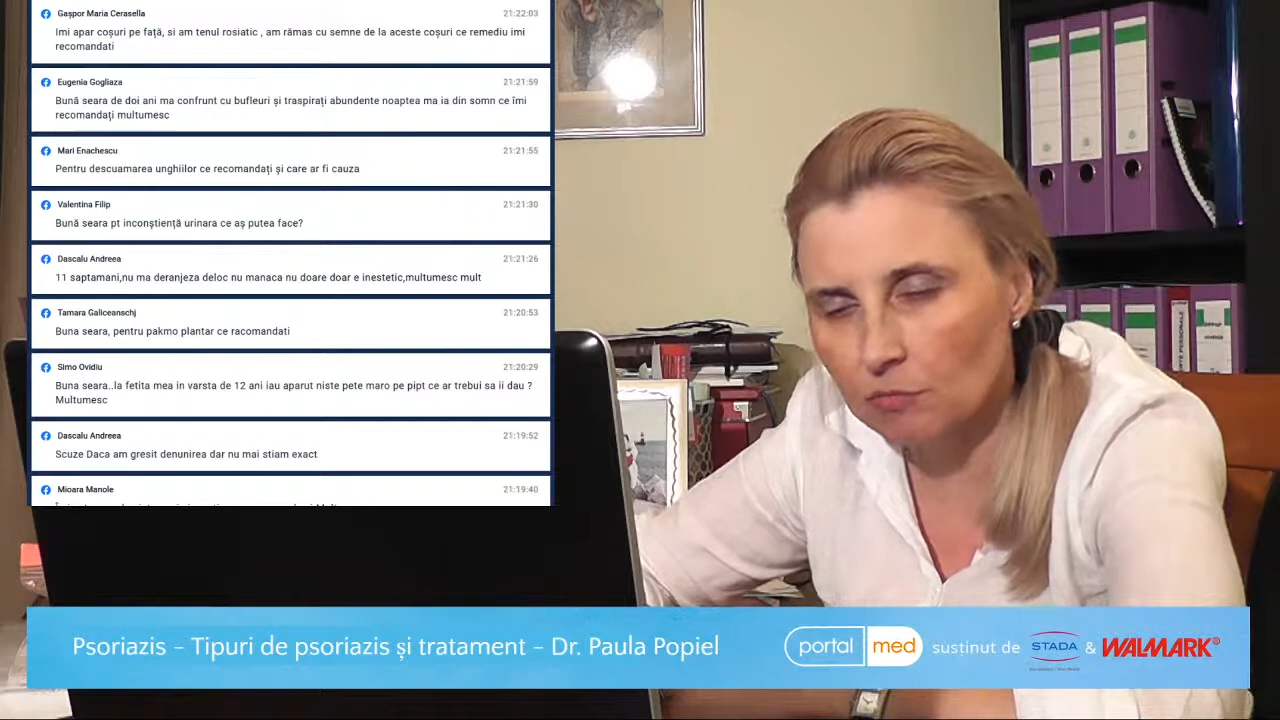 Gașpor Maria Cerasella 21:22:03
Imi apar coșuri pe față, si am tenul rosiatic , am rămas cu semne de la aceste coșuri ce remediu imi
recomandati
Eugenia Gogliaza 21:21:59
Bună seara de doi ani ma confrunt cu bufleuri și traspirați abundente noaptea ma ia din somn ce îmi
recomandați multumesc
Mari Enachescu 21:21:55
Pentru descuamarea unghiilor ce recomandați și care ar fi cauza
Valentina Filip 21:21:30
Bună seara pt inconștiență urinara ce aș putea face?
Dascalu Andreea 21:21:26
11 saptamani,nu ma deranjeza deloc nu manaca nu doare doar e inestetic,multumesc mult
Tamara Galiceanschj 21:20:53
Buna seara, pentru pakmo plantar ce racomandati
Simo Ovidiu 21:20:29
Buna seara..la fetita mea in varsta de 12 ani iau aparut niste pete maro pe pipt ce ar trebui sa ii dau ?
Multumesc
Dascalu Andreea 21:19:52
Scuze Daca am gresit denunirea dar nu mai stiam exact
Mioara Manole 21:19:40
Psoriazis – Tipuri de psoriazis și tratament – Dr. Paula Popiel
portal med susținut de STADA & WALMARK®